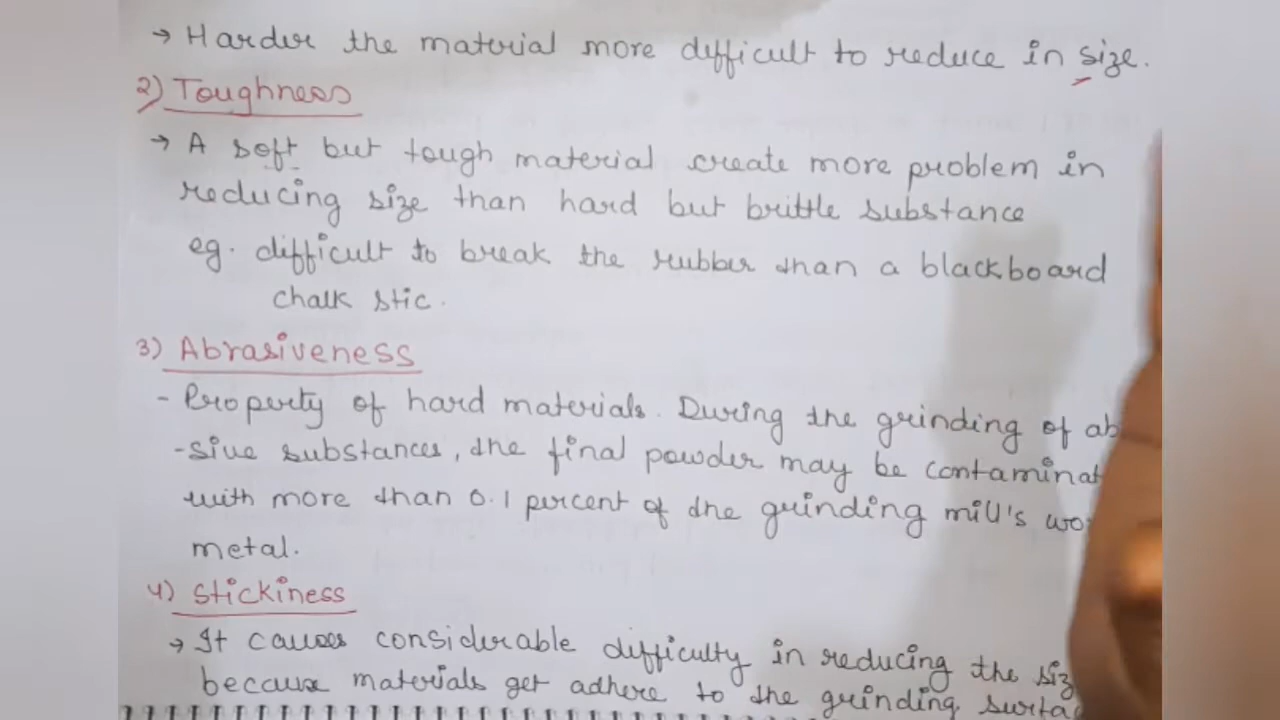 → Harder the material more difficult to reduce in size.
2) Toughness
→ A soft but tough material create more problem in
reducing size than hard but brittle substance
eg. difficult to break the rubber than a blackboard
chalk stic.
3) Abrasiveness
- Property of hard materials. During the grinding of ab
-sive substances, the final powder may be contaminat
with more than 0.1 percent of the grinding mill's wo
metal.
4) Stickiness
→ It causes considerable difficulty in reducing the siz
because materials get adhere to the grinding surfa